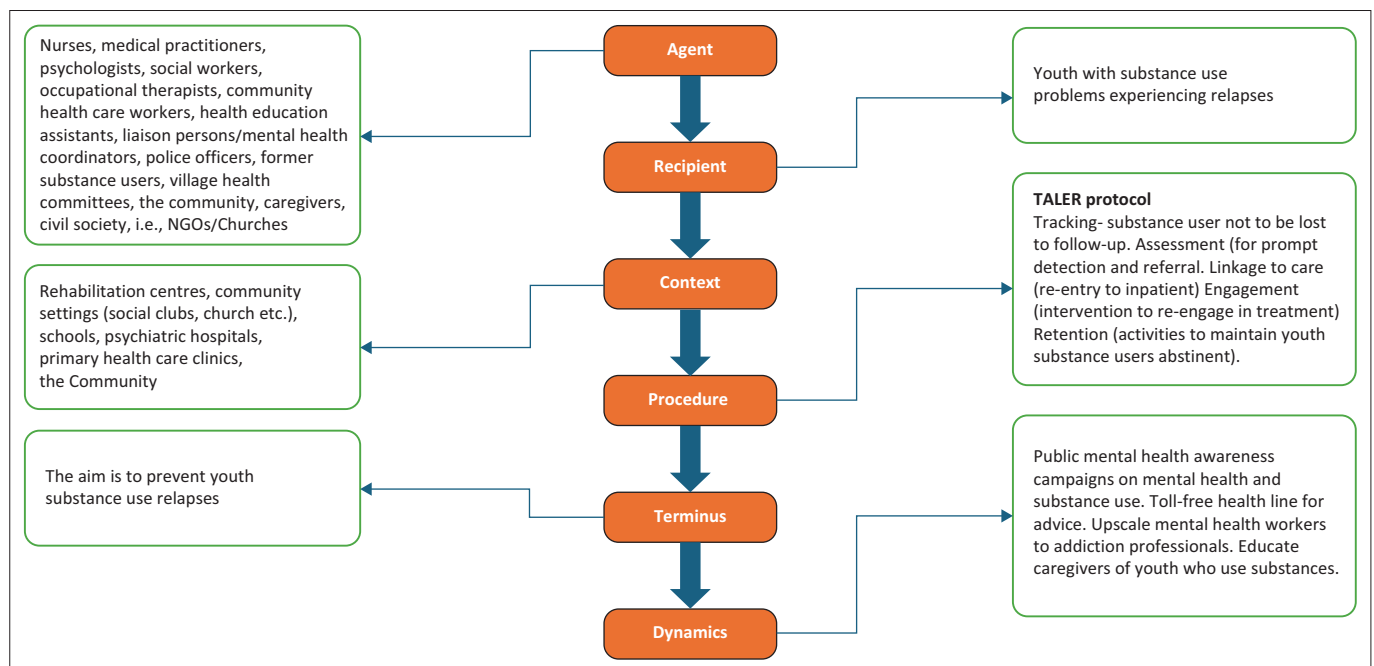 Agent
Nurses, medical practitioners,
psychologists, social workers,
occupational therapists, community
health care workers, health education
assistants, liaison persons/mental health
coordinators, police officers, former
substance users, village health
committees, the community, caregivers,
civil society, i.e., NGOs/Churches
Recipient
Youth with substance use
problems experiencing relapses
Context
Rehabilitation centres, community
settings (social clubs, church etc.),
schools, psychiatric hospitals,
primary health care clinics,
the Community
Procedure
TALER protocol
Tracking- substance user not to be lost
to follow-up. Assessment (for prompt
detection and referral. Linkage to care
(re-entry to inpatient) Engagement
(intervention to re-engage in treatment)
Retention (activities to maintain youth
substance users abstinent).
Terminus
The aim is to prevent youth
substance use relapses
Dynamics
Public mental health awareness
campaigns on mental health and
substance use. Toll-free health line for
advice. Upscale mental health workers
to addiction professionals. Educate
caregivers of youth who use substances.